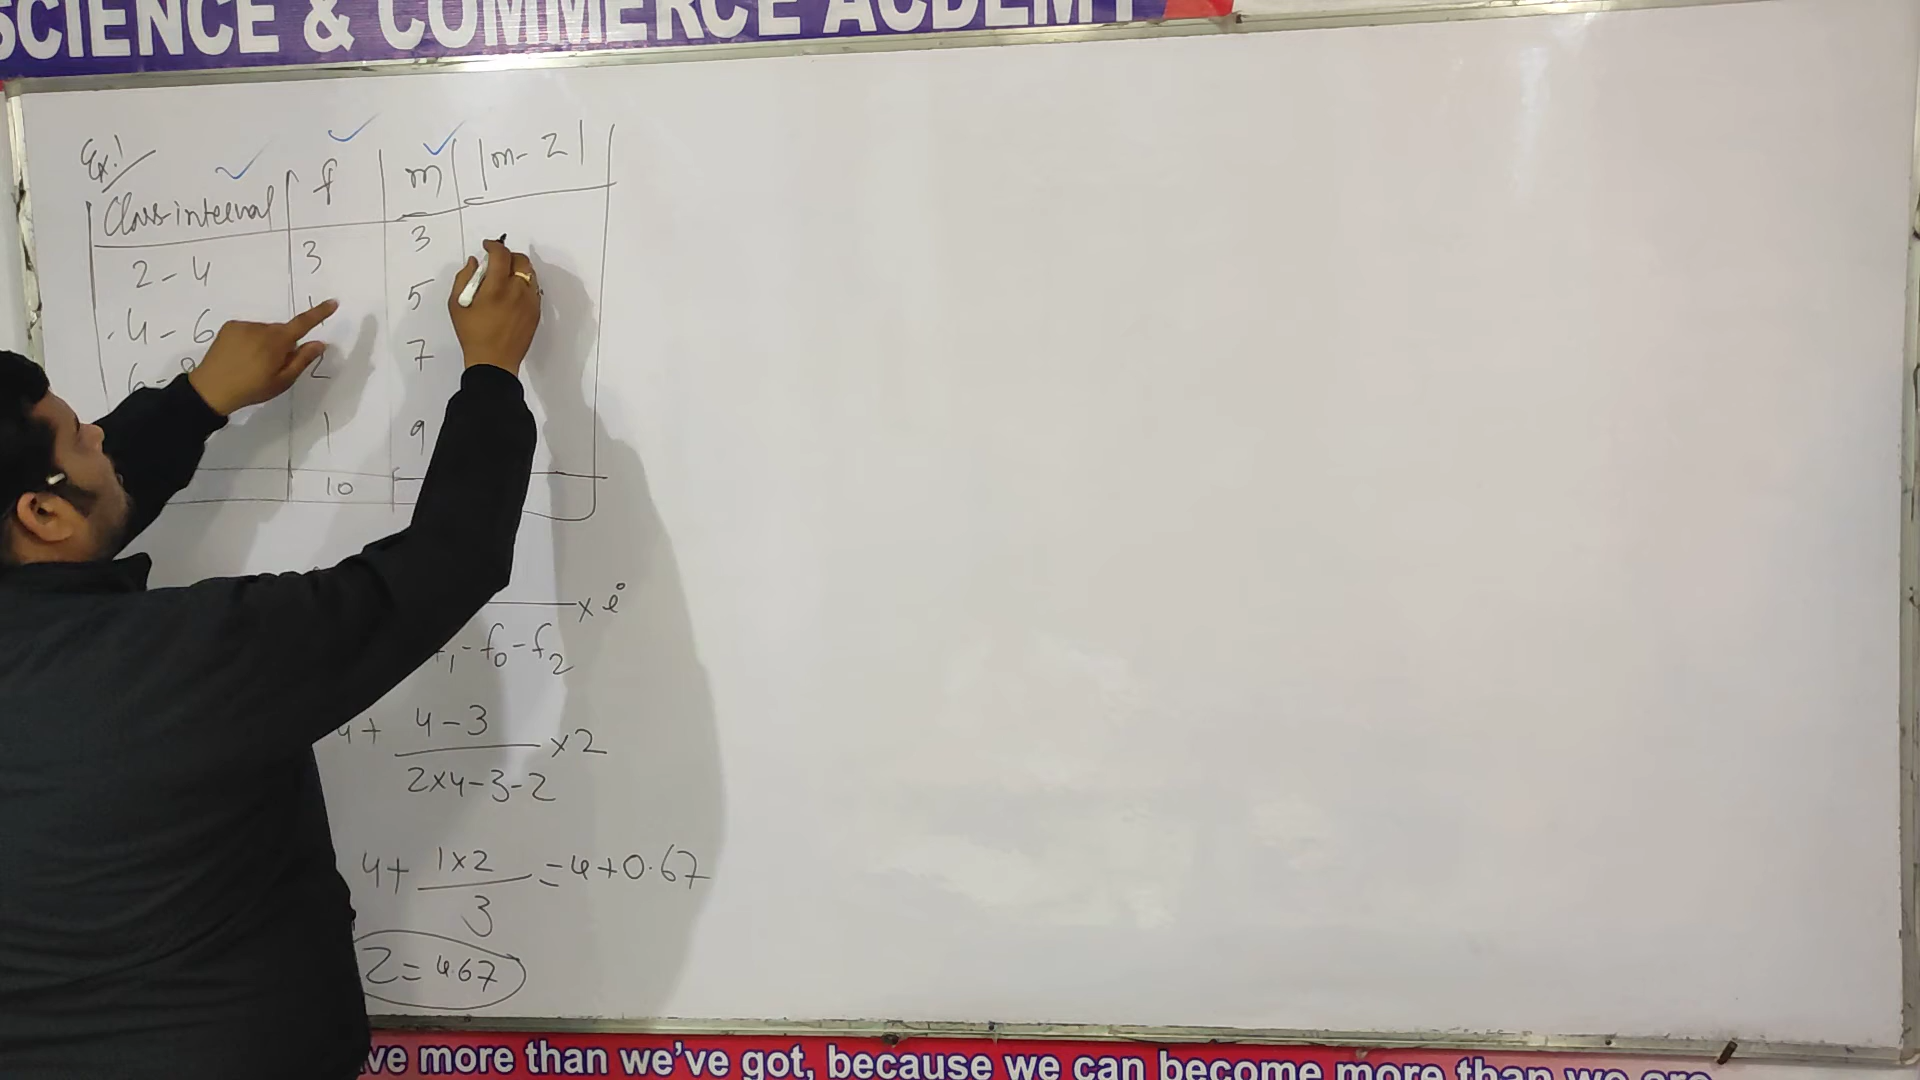 SCIENCE & COMMERCE ACDEMY
Ex!
Class-interval f m |m-Z|
2-4 3 3
4-6 4 5
6-8 2 7
1 9
10
× i
f1-f0-f2
4+ 4-3 ×2
2×4-3-2
4+ 1×2 =4+0.67
3
Z=4.67
ve more than we've got, because we can become more than we are